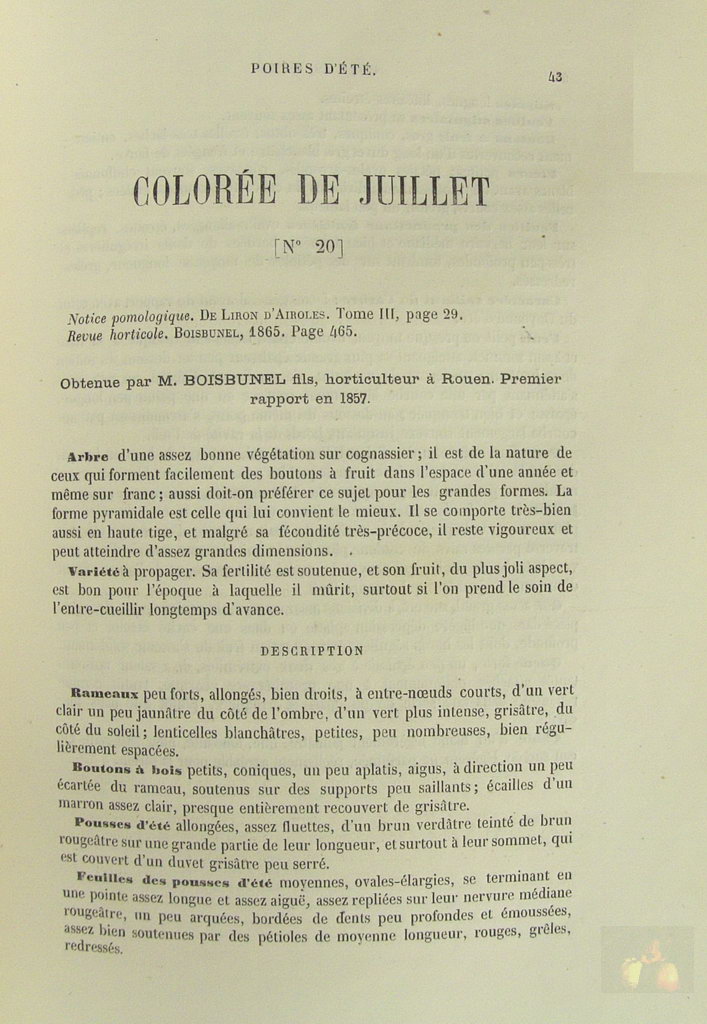 POIRES D'ÉTÉ.
43
COLORÉE DE JUILLET
[N° 20]
Notice pomologique. DE LIRON D'AIROLES. Tome III, page 29.
Revue horticole. BOISBUNEL, 1865. Page 465.
Obtenue par M. BOISBUNEL fils, horticulteur à Rouen. Premier
rapport en 1857.
Arbre d'une assez bonne végétation sur cognassier; il est de la nature de
ceux qui forment facilement des boutons à fruit dans l'espace d'une année et
même sur franc; aussi doit-on préférer ce sujet pour les grandes formes. La
forme pyramidale est celle qui lui convient le mieux. Il se comporte très-bien
aussi en haute tige, et malgré sa fécondité très-précoce, il reste vigoureux et
peut atteindre d'assez grandes dimensions.
Variété à propager. Sa fertilité est soutenue, et son fruit, du plus joli aspect,
est bon pour l'époque à laquelle il mûrit, surtout si l'on prend le soin de
l'entre-cueillir longtemps d'avance.
DESCRIPTION
Rameaux peu forts, allongés, bien droits, à entre-nœuds courts, d'un vert
clair un peu jaunâtre du côté de l'ombre, d'un vert plus intense, grisâtre, du
côté du soleil; lenticelles blanchâtres, petites, peu nombreuses, bien régu-
lièrement espacées.
Boutons à bois petits, coniques, un peu aplatis, aigus, à direction un peu
écartée du rameau, soutenus sur des supports peu saillants; écailles d'un
marron assez clair, presque entièrement recouvert de grisâtre.
Pousses d'été allongées, assez fluettes, d'un brun verdâtre teinté de brun
rougeâtre sur une grande partie de leur longueur, et surtout à leur sommet, qui
est couvert d'un duvet grisâtre peu serré.
Feuilles des pousses d'été moyennes, ovales-élargies, se terminant en
une pointe assez longue et assez aiguë, assez repliées sur leur nervure médiane
rougeâtre, un peu arquées, bordées de dents peu profondes et émoussées,
assez bien soutenues par des pétioles de moyenne longueur, rouges, grêles,
redressés.